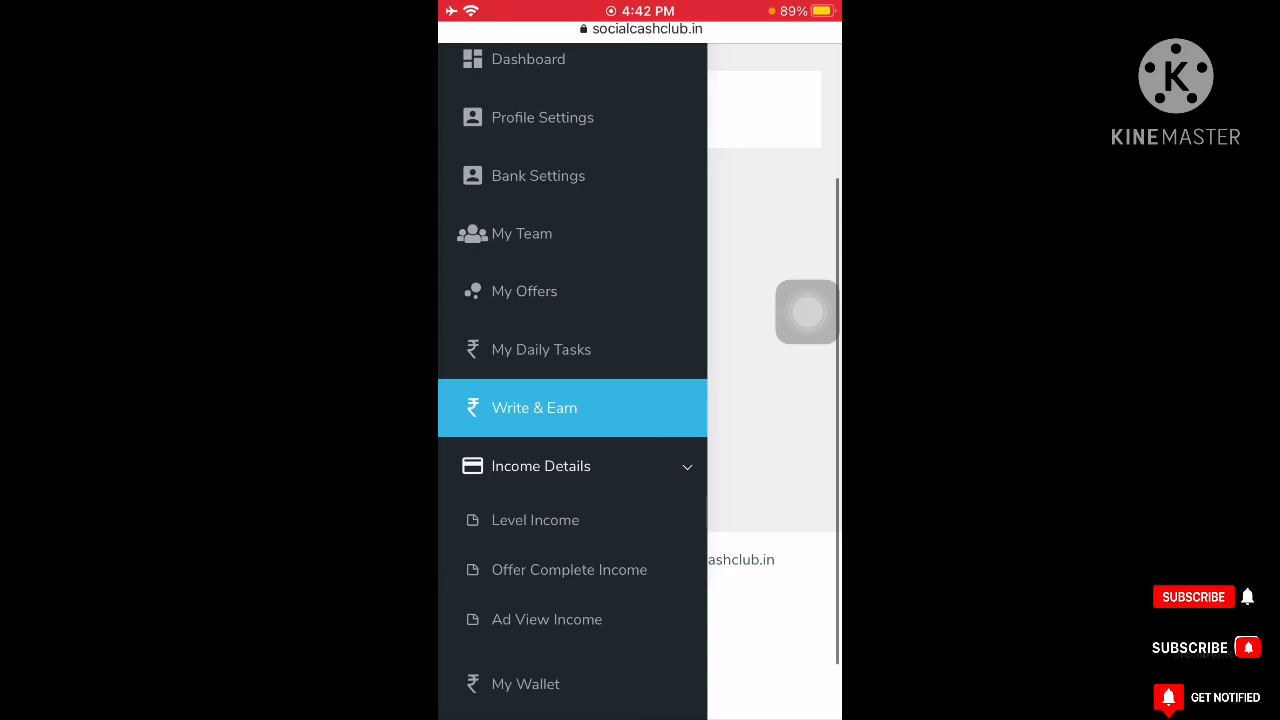 4:42 PM
89%
socialcashclub.in
Dashboard
Profile Settings
Bank Settings
My Team
My Offers
₹ My Daily Tasks
₹ Write & Earn
Income Details
Level Income
Offer Complete Income
Ad View Income
₹ My Wallet
ashclub.in
K
KINEMASTER
SUBSCRIBE
SUBSCRIBE
GET NOTIFIED